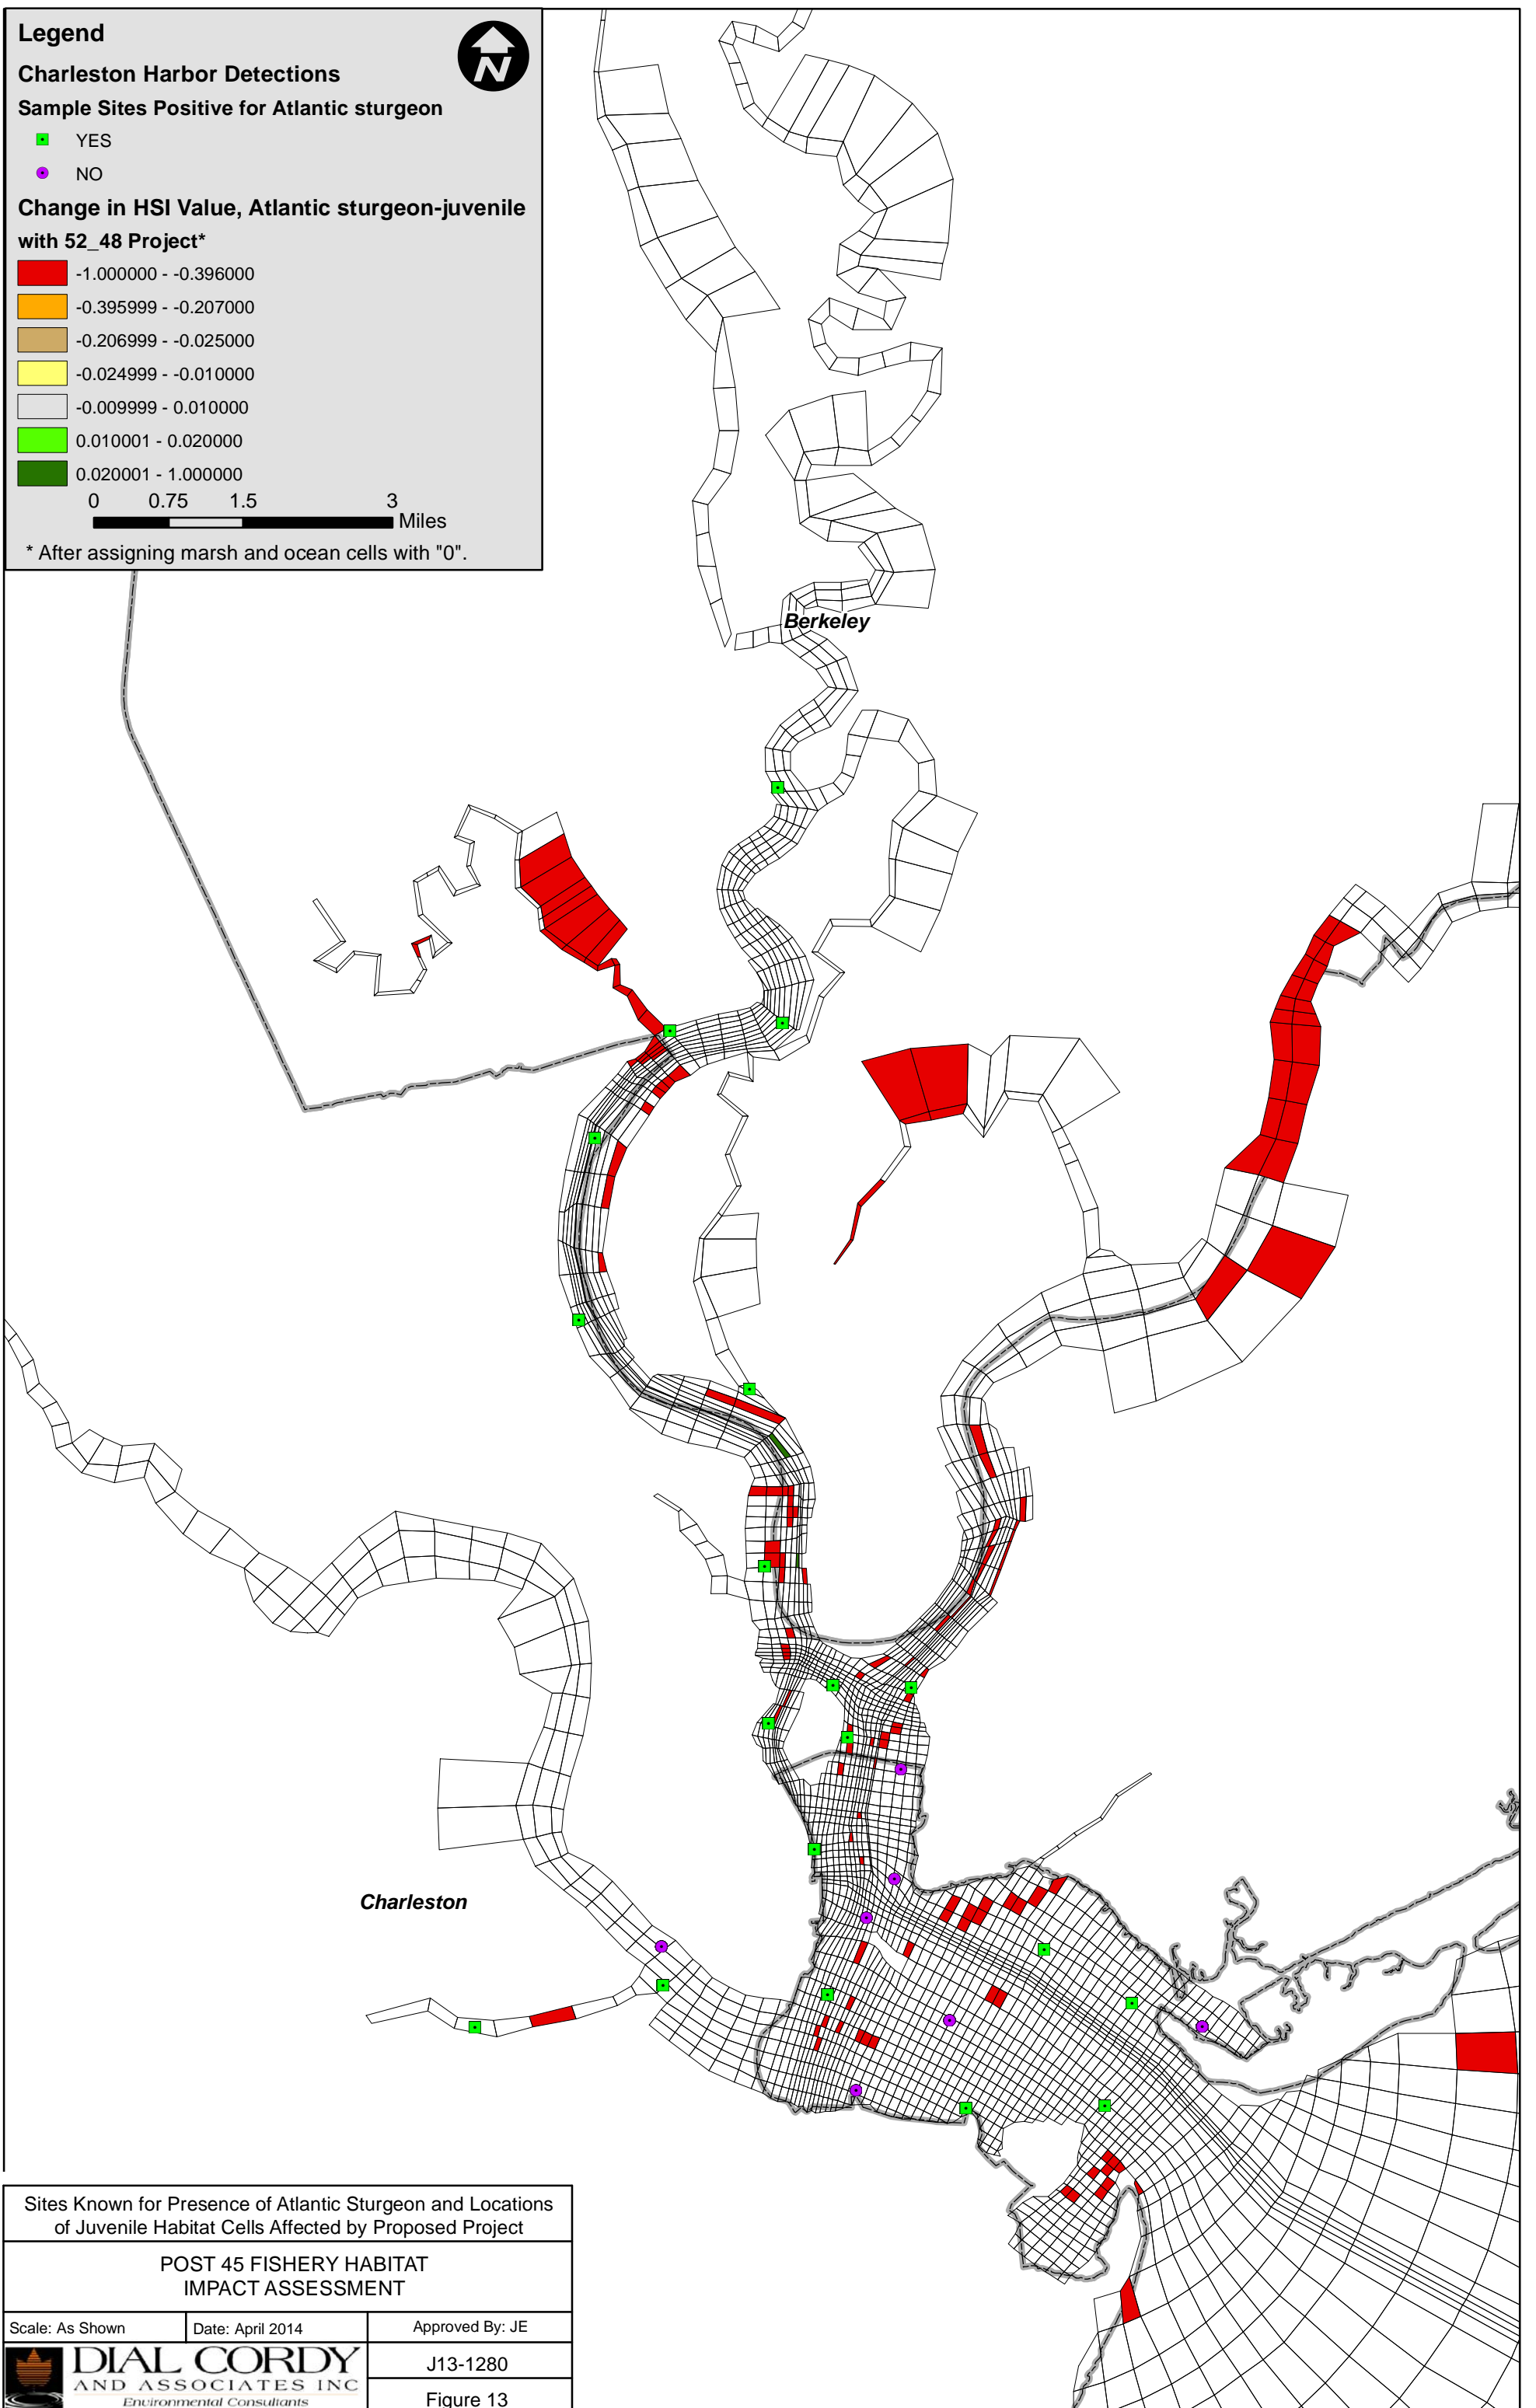 Legend
Charleston Harbor Detections
Sample Sites Positive for Atlantic sturgeon
YES
NO
Change in HSI Value, Atlantic sturgeon-juvenile
with 52_48 Project*
-1.000000 - -0.396000
-0.395999 - -0.207000
-0.206999 - -0.025000
-0.024999 - -0.010000
-0.009999 - 0.010000
0.010001 - 0.020000
0.020001 - 1.000000
0 0.75 1.5 3
Miles
* After assigning marsh and ocean cells with "0".
N
Berkeley
Charleston
Sites Known for Presence of Atlantic Sturgeon and Locations
of Juvenile Habitat Cells Affected by Proposed Project
POST 45 FISHERY HABITAT
IMPACT ASSESSMENT
Scale: As Shown
Date: April 2014
Approved By: JE
DIAL CORDY
AND ASSOCIATES INC
Environmental Consultants
J13-1280
Figure 13